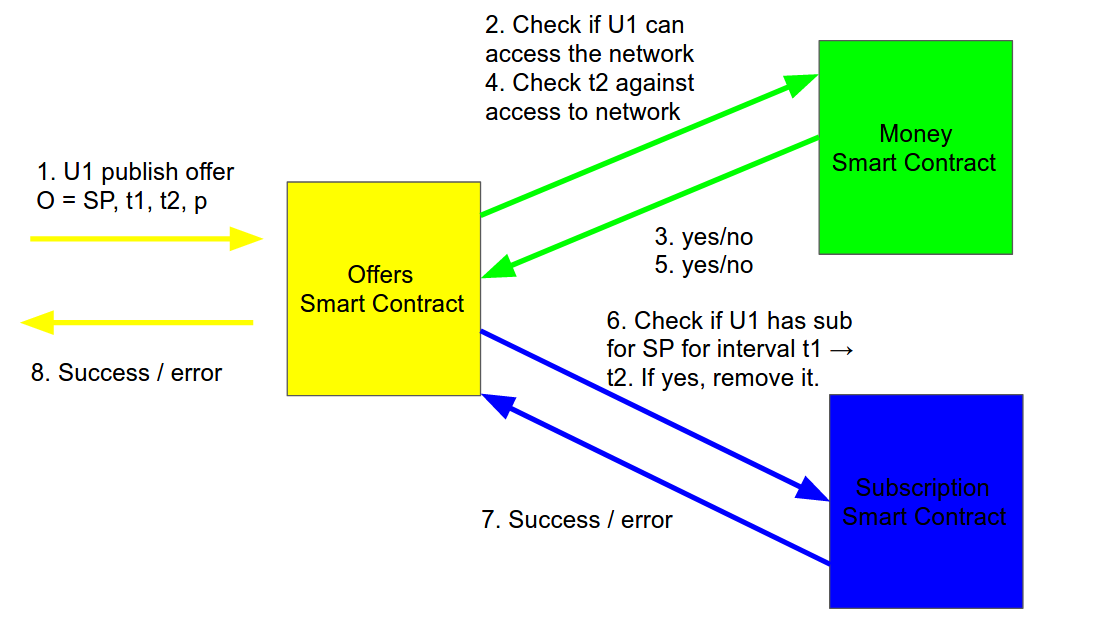 2. Check if U1 can
access the network
4. Check t2 against
access to network
Money
Smart Contract
1. U1 publish offer
O = SP, t1, t2, p
3. yes/no
5. yes/no
Offers
Smart Contract
6. Check if U1 has sub
for SP for interval t1 →
t2. If yes, remove it.
8. Success / error
Subscription
Smart Contract
7. Success / error